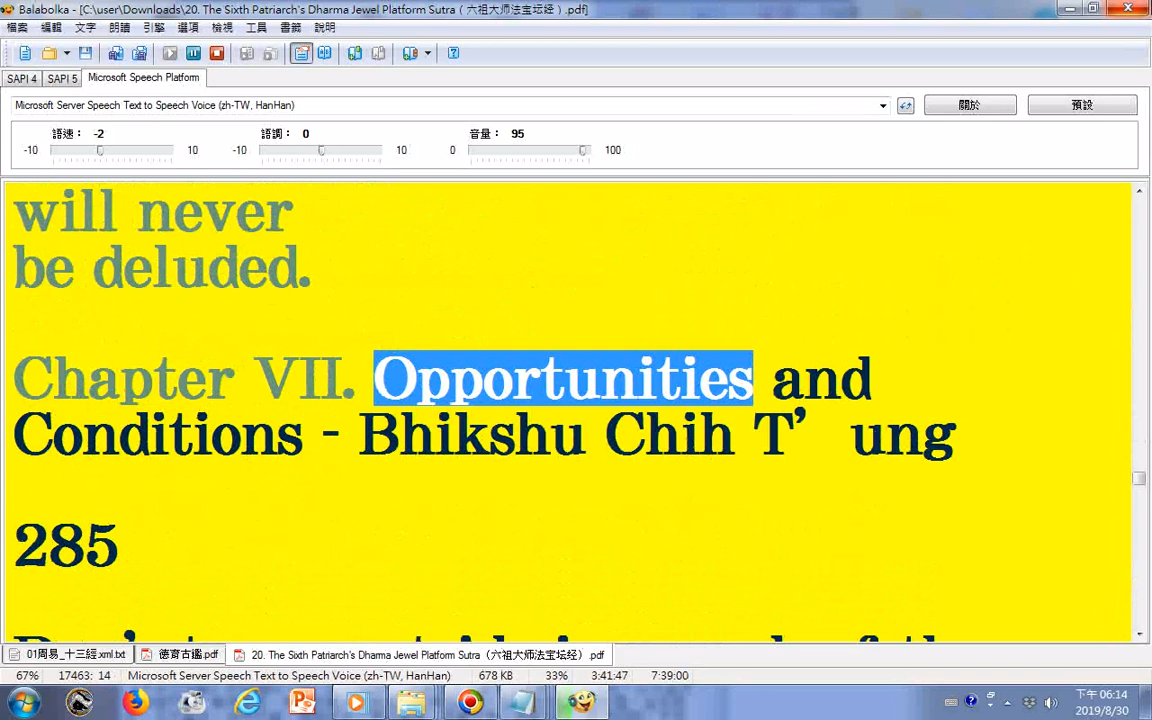 Balabolka - [C:\user\Downloads\20. The Sixth Patriarch's Dharma Jewel Platform Sutra（六祖大师法宝坛经）.pdf]
檔案 編輯 文字 朗讀 引擎 選項 檢視 工具 書籤 說明
SAPI 4 SAPI 5 Microsoft Speech Platform
Microsoft Server Speech Text to Speech Voice (zh-TW, HanHan) 關於 預設
語速： -2 語調： 0 音量： 95
-10 10 -10 10 0 100
will never
be deluded.
Chapter VII. Opportunities and
Conditions - Bhikshu Chih T’ ung
285
01周易_十三經.xml.txt 德育古鑑.pdf 20. The Sixth Patriarch's Dharma Jewel Platform Sutra（六祖大师法宝坛经）.pdf
67% 17463: 14 Microsoft Server Speech Text to Speech Voice (zh-TW, HanHan) 678 KB 33% 3:41:47 7:39:00
下午 06:14
2019/8/30